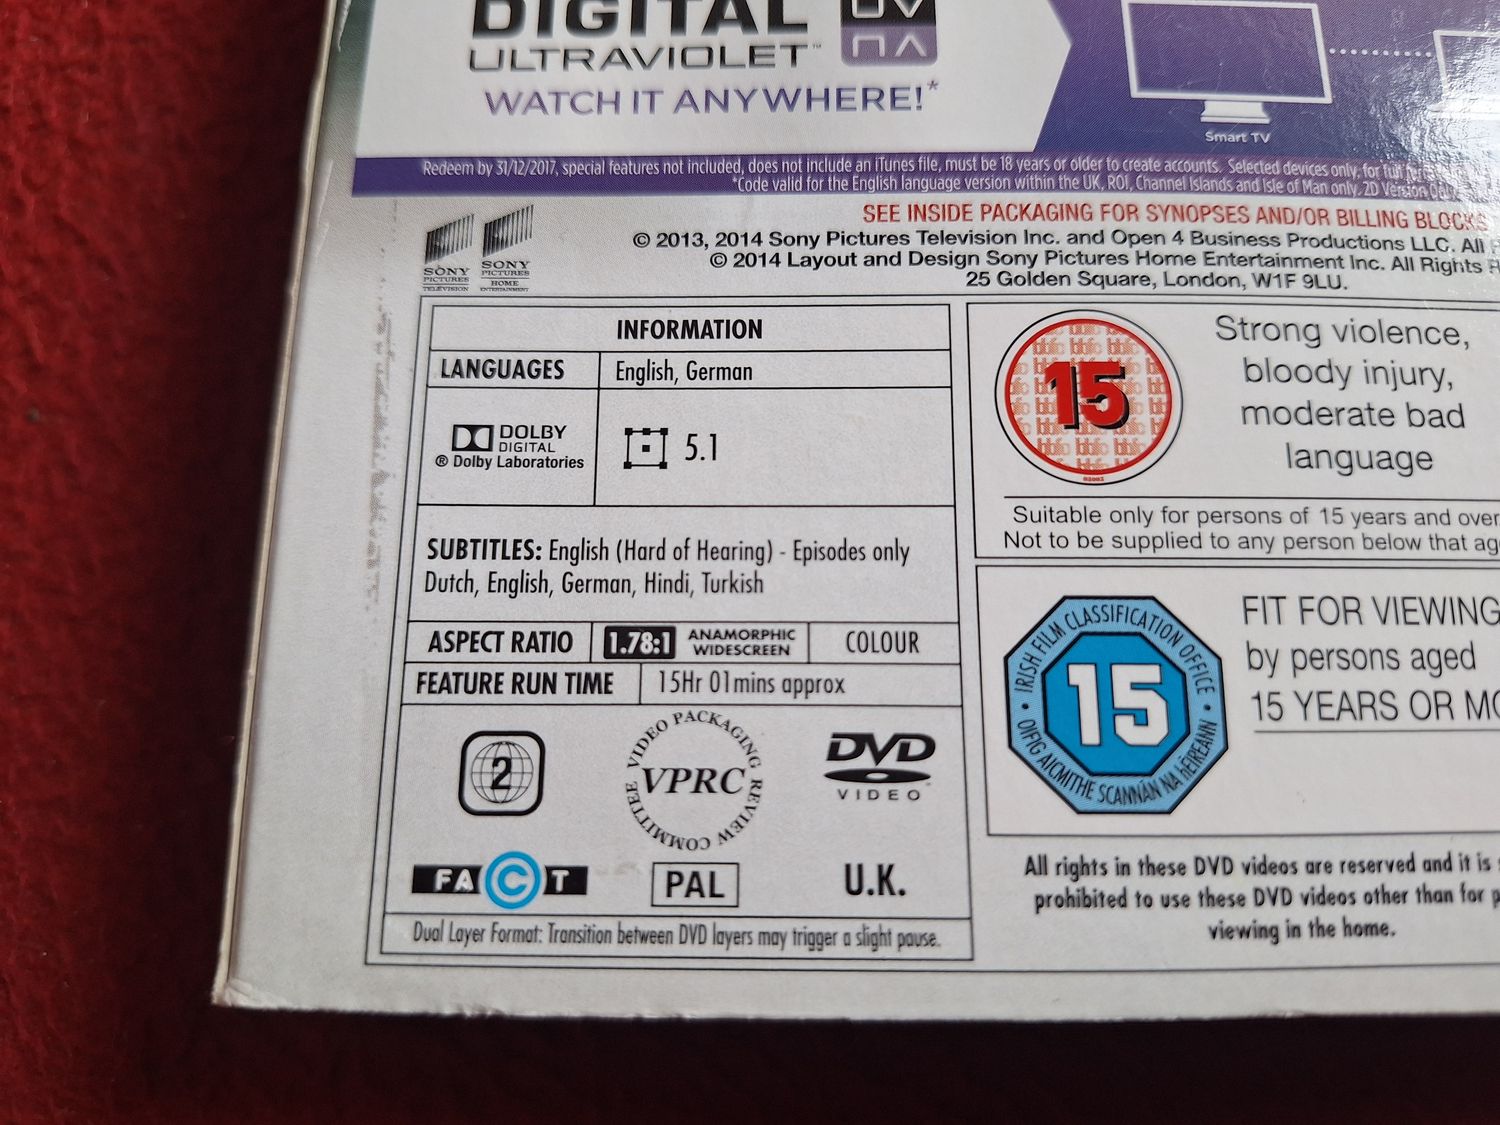 DIGITAL
ULTRAVIOLET™
UV
WATCH IT ANYWHERE!*
Smart TV
Redeem by 31/12/2017, special features not included, does not include an iTunes file, must be 18 years or older to create accounts. Selected devices only, for full
*Code valid for the English language version within the UK, ROI, Channel Islands and Isle of Man only. 2D Version
SEE INSIDE PACKAGING FOR SYNOPSES AND/OR BILLING BLOCKS
© 2013, 2014 Sony Pictures Television Inc. and Open 4 Business Productions LLC. All
© 2014 Layout and Design Sony Pictures Home Entertainment Inc. All Rights
25 Golden Square, London, W1F 9LU.
SONY
PICTURES
TELEVISION
SONY
PICTURES
HOME
ENTERTAINMENT
INFORMATION
LANGUAGES English, German
DOLBY
DIGITAL
® Dolby Laboratories
5.1
SUBTITLES: English (Hard of Hearing) - Episodes only
Dutch, English, German, Hindi, Turkish
ASPECT RATIO 1.78:1 ANAMORPHIC WIDESCREEN COLOUR
FEATURE RUN TIME 15Hr 01mins approx
2
VIDEO PACKAGING REVIEW COMMITTEE
VPRC
DVD
VIDEO
FACT
PAL
U.K.
Dual Layer Format: Transition between DVD layers may trigger a slight pause.
bbfc
15
Strong violence,
bloody injury,
moderate bad
language
Suitable only for persons of 15 years and over
Not to be supplied to any person below that
IRISH FILM CLASSIFICATION OFFICE
15
OIFIG AICMITHE SCANNÁN NA hÉIREANN
FIT FOR VIEWING
by persons aged
15 YEARS OR
All rights in these DVD videos are reserved and it is
prohibited to use these DVD videos other than for
viewing in the home.